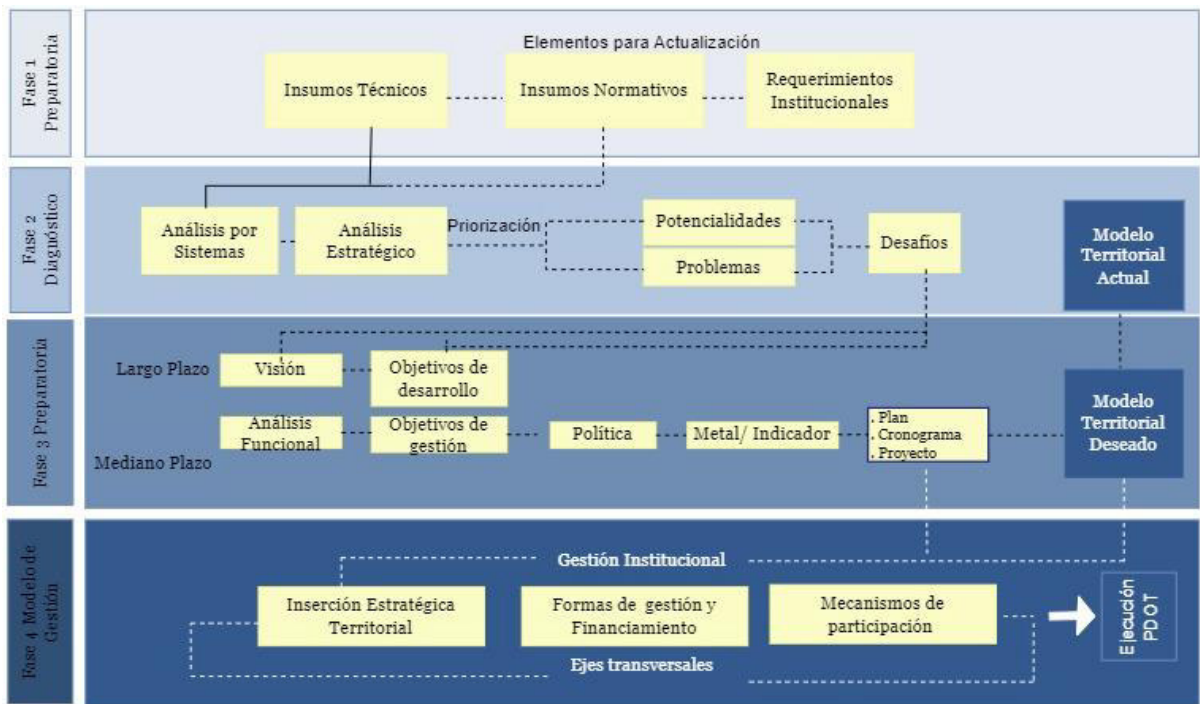 Fase 1
Preparatoria
Elementos para Actualización
Insumos Técnicos
Insumos Normativos
Requerimientos
Institucionales
Fase 2
Diagnóstico
Análisis por
Sistemas
Análisis
Estratégico
Priorización
Potencialidades
Problemas
Desafíos
Modelo
Territorial
Actual
Fase 3 Preparatoria
Largo Plazo
Visión
Objetivos de
desarrollo
Mediano Plazo
Análisis
Funcional
Objetivos de
gestión
Política
Metal/ Indicador
. Plan
. Cronograma
. Proyecto
Modelo
Territorial
Deseado
Fase 4 Modelo de
Gestión
Gestión Institucional
Inserción Estratégica
Territorial
Formas de gestión y
Financiamiento
Mecanismos de
participación
Ejes transversales
Ejecución
PDOT